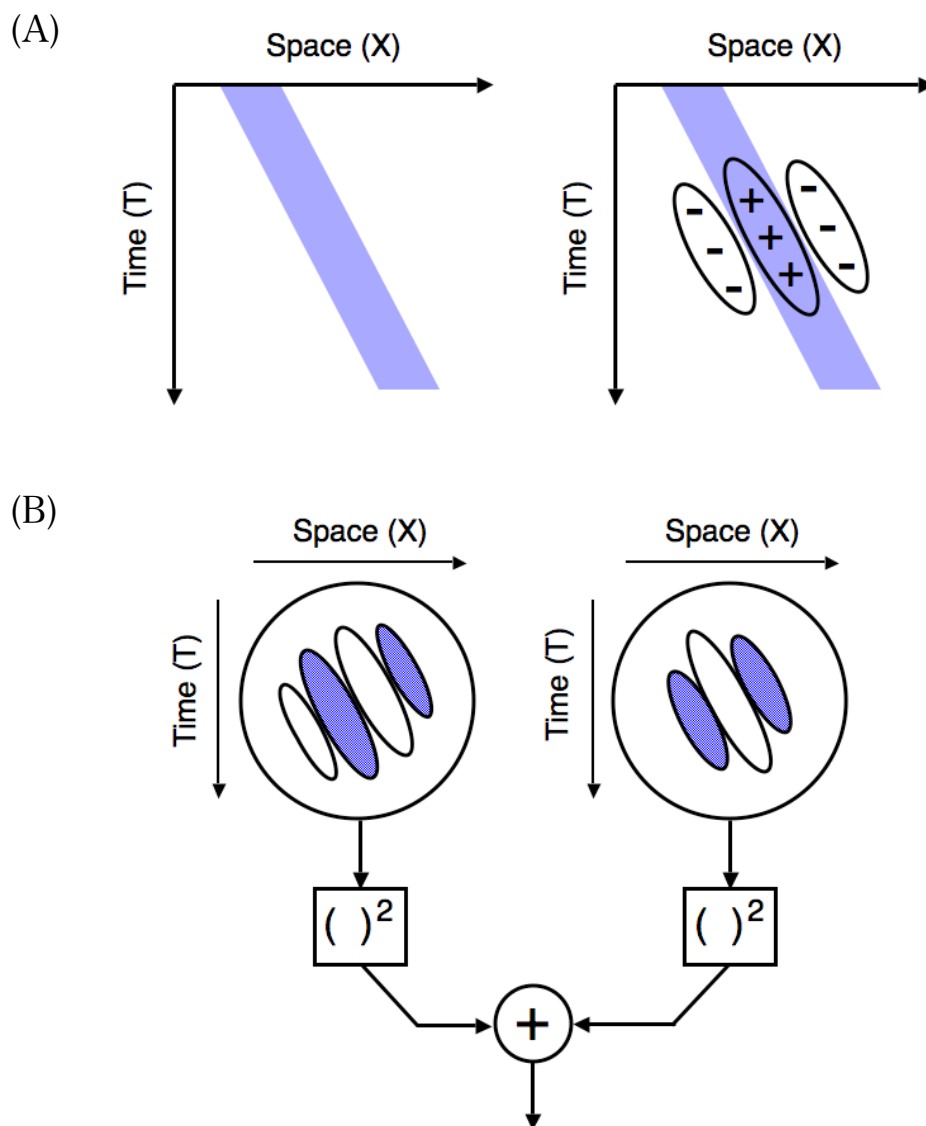 (A)
Space (X)
Space (X)
Time (T)
Time (T)
- - -
+ + +
- - -
(B)
Space (X)
Space (X)
Time (T)
Time (T)
( )²
( )²
+